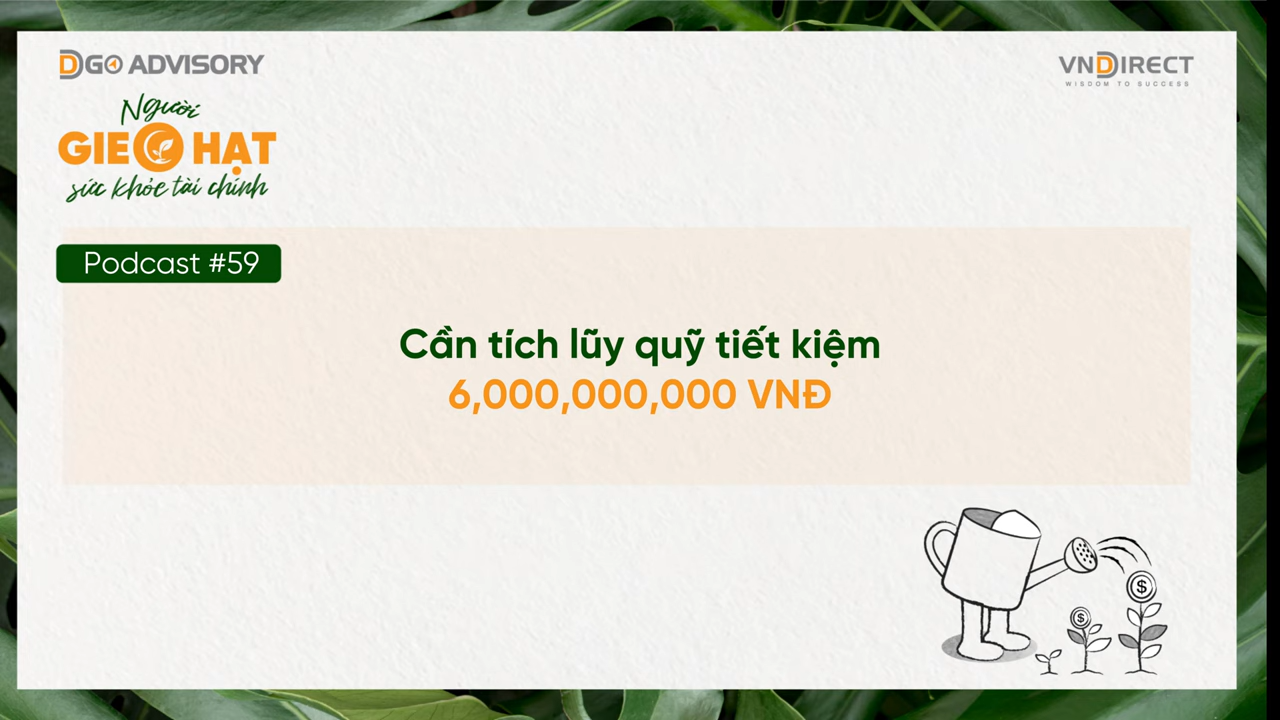 DGO ADVISORY
VNDIRECT
WISDOM TO SUCCESS
Người
GIEO HẠT
sức khỏe tài chính
Podcast #59
Cần tích lũy quỹ tiết kiệm
6,000,000,000 VNĐ
$
$